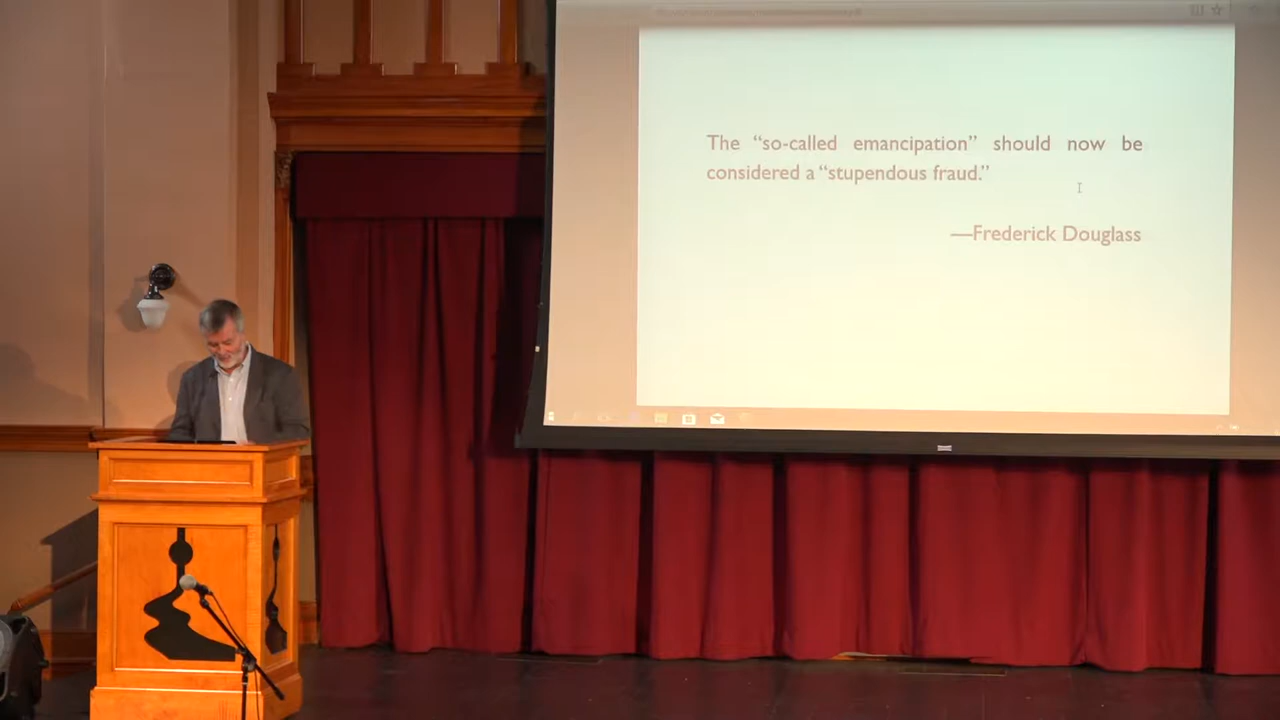 The “so-called emancipation” should now be
considered a “stupendous fraud.”
—Frederick Douglass